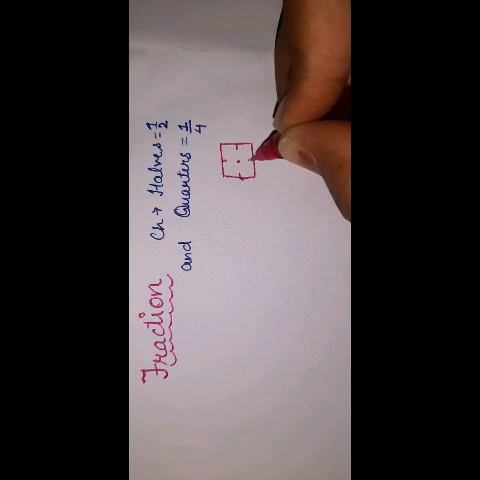 Fraction
Ch → Halves = 1/2
and Quarters = 1/4